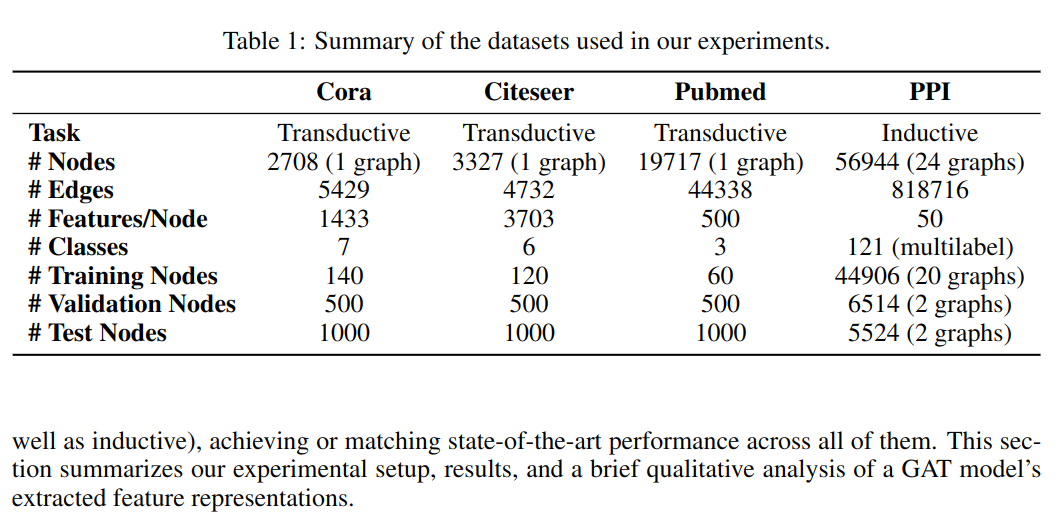 Table 1: Summary of the datasets used in our experiments.
Cora Citeseer Pubmed PPI
Task Transductive Transductive Transductive Inductive
# Nodes 2708 (1 graph) 3327 (1 graph) 19717 (1 graph) 56944 (24 graphs)
# Edges 5429 4732 44338 818716
# Features/Node 1433 3703 500 50
# Classes 7 6 3 121 (multilabel)
# Training Nodes 140 120 60 44906 (20 graphs)
# Validation Nodes 500 500 500 6514 (2 graphs)
# Test Nodes 1000 1000 1000 5524 (2 graphs)
well as inductive), achieving or matching state-of-the-art performance across all of them. This sec-
tion summarizes our experimental setup, results, and a brief qualitative analysis of a GAT model's
extracted feature representations.